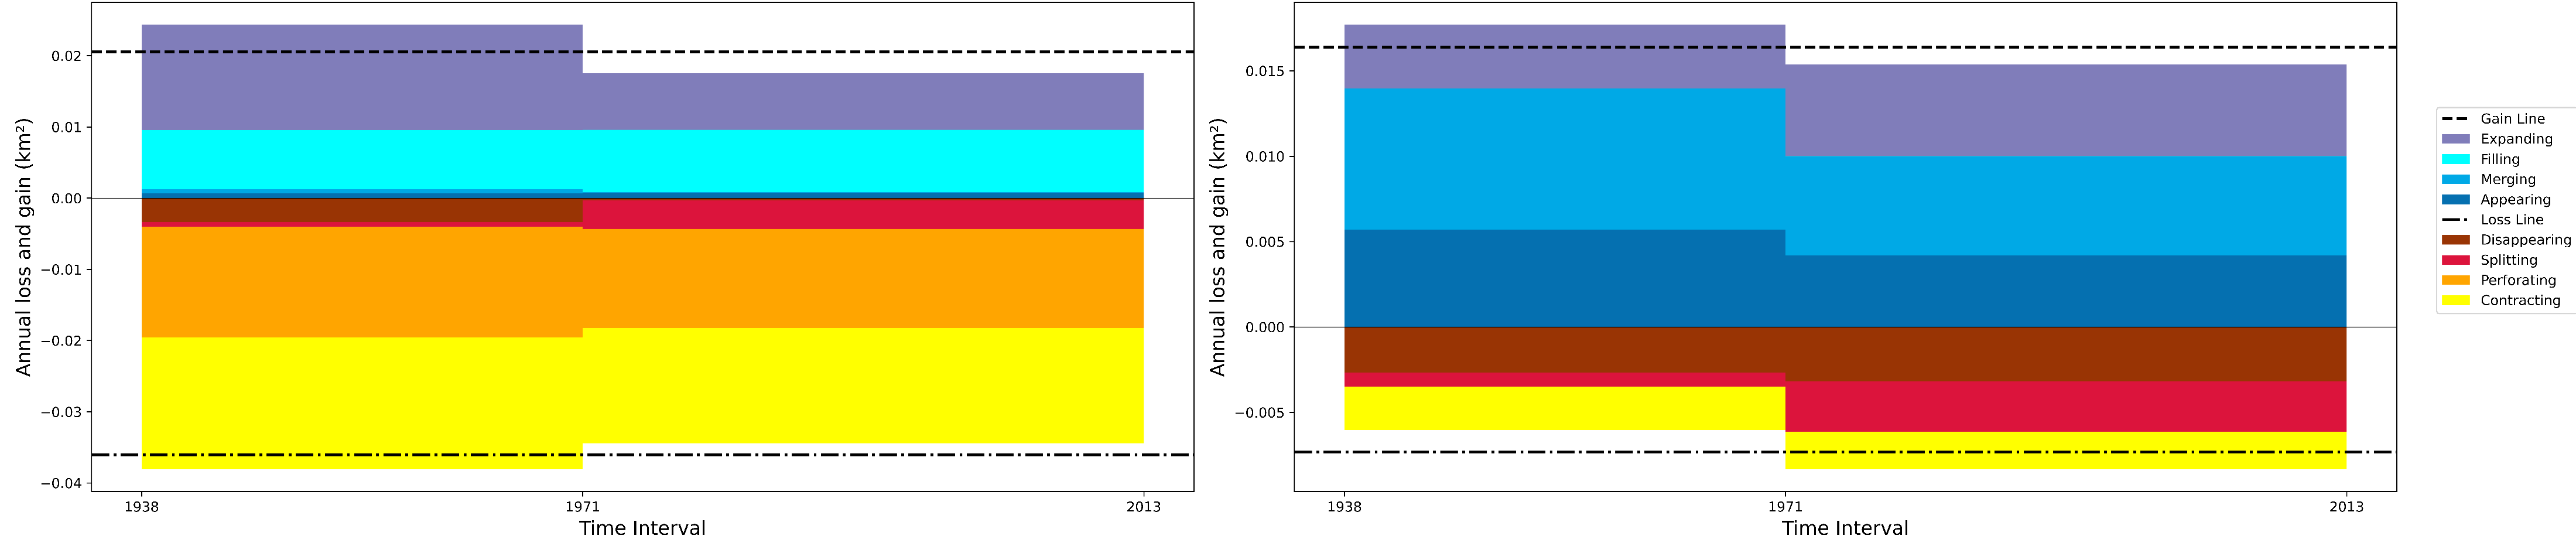 Annual loss and gain (km²)
0.02
0.01
0.00
−0.01
−0.02
−0.03
−0.04
1938
1971
2013
Time Interval
Annual loss and gain (km²)
0.015
0.010
0.005
0.000
−0.005
1938
1971
2013
Time Interval
Gain Line
Expanding
Filling
Merging
Appearing
Loss Line
Disappearing
Splitting
Perforating
Contracting